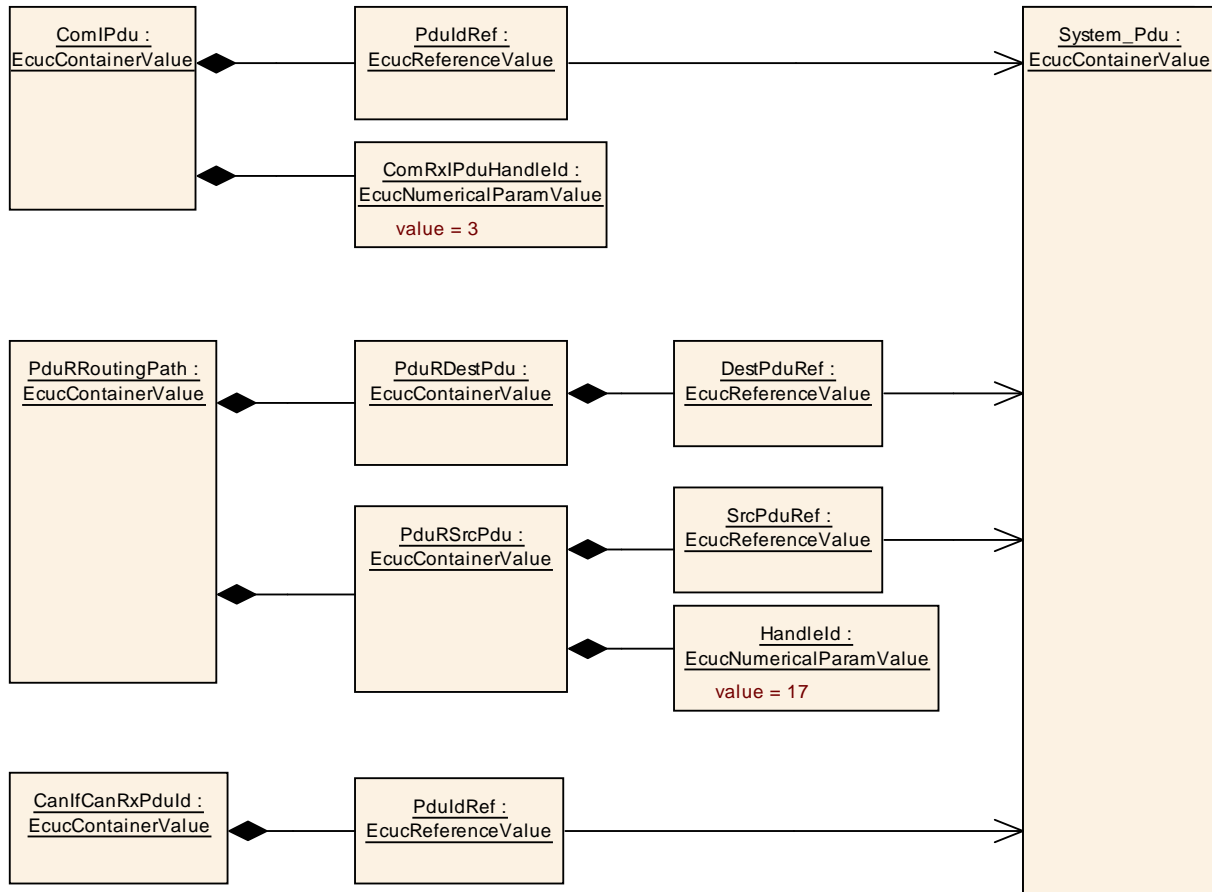 ComIPdu :
EcucContainerValue
PduIdRef :
EcucReferenceValue
System_Pdu :
EcucContainerValue
ComRxIPduHandleId :
EcucNumericalParamValue
value = 3
PduRRoutingPath :
EcucContainerValue
PduRDestPdu :
EcucContainerValue
DestPduRef :
EcucReferenceValue
PduRSrcPdu :
EcucContainerValue
SrcPduRef :
EcucReferenceValue
HandleId :
EcucNumericalParamValue
value = 17
CanIfCanRxPduId :
EcucContainerValue
PduIdRef :
EcucReferenceValue